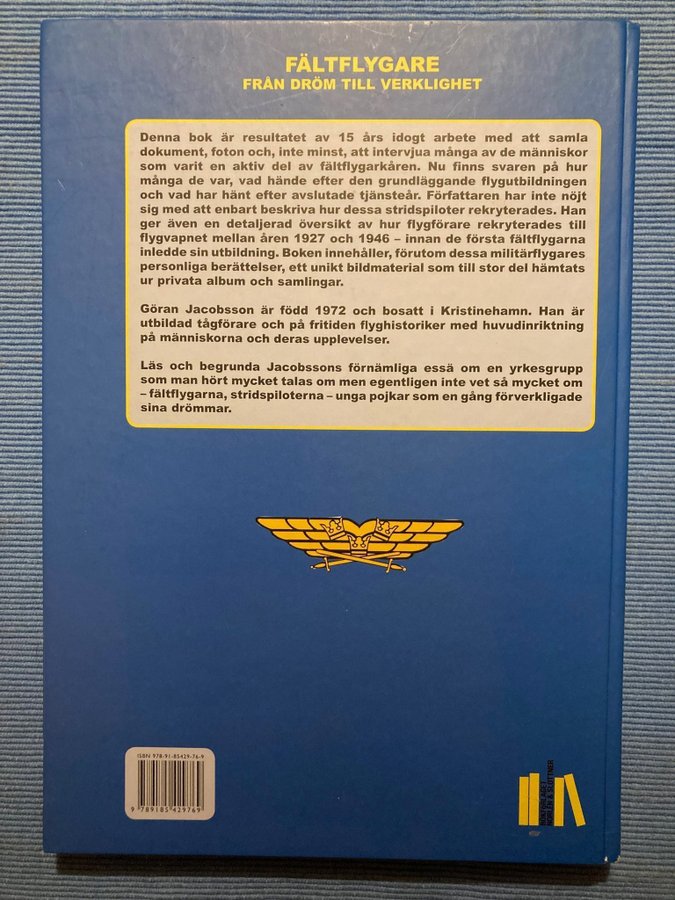 FÄLTFLYGARE
FRÅN DRÖM TILL VERKLIGHET
Denna bok är resultatet av 15 års idogt arbete med att samla
dokument, foton och, inte minst, att intervjua många av de människor
som varit en aktiv del av fältflygarkåren. Nu finns svaren på hur
många de var, vad hände efter den grundläggande flygutbildningen
och vad har hänt efter avslutade tjänsteår. Författaren har inte nöjt
sig med att enbart beskriva hur dessa stridspiloter rekryterades. Han
ger även en detaljerad översikt av hur flygförare rekryterades till
flygvapnet mellan åren 1927 och 1946 – innan de första fältflygarna
inledde sin utbildning. Boken innehåller, förutom dessa militärflygares
personliga berättelser, ett unikt bildmaterial som till stor del hämtats
ur privata album och samlingar.
Göran Jacobsson är född 1972 och bosatt i Kristinehamn. Han är
utbildad tågförare och på fritiden flyghistoriker med huvudinriktning
på människorna och deras upplevelser.
Läs och begrunda Jacobssons förnämliga essä om en yrkesgrupp
som man hört mycket talas om men egentligen inte vet så mycket om
– fältflygarna, stridspiloterna – unga pojkar som en gång förverkligade
sina drömmar.
ISBN 978-91-85429-76-9
9 789185 429769